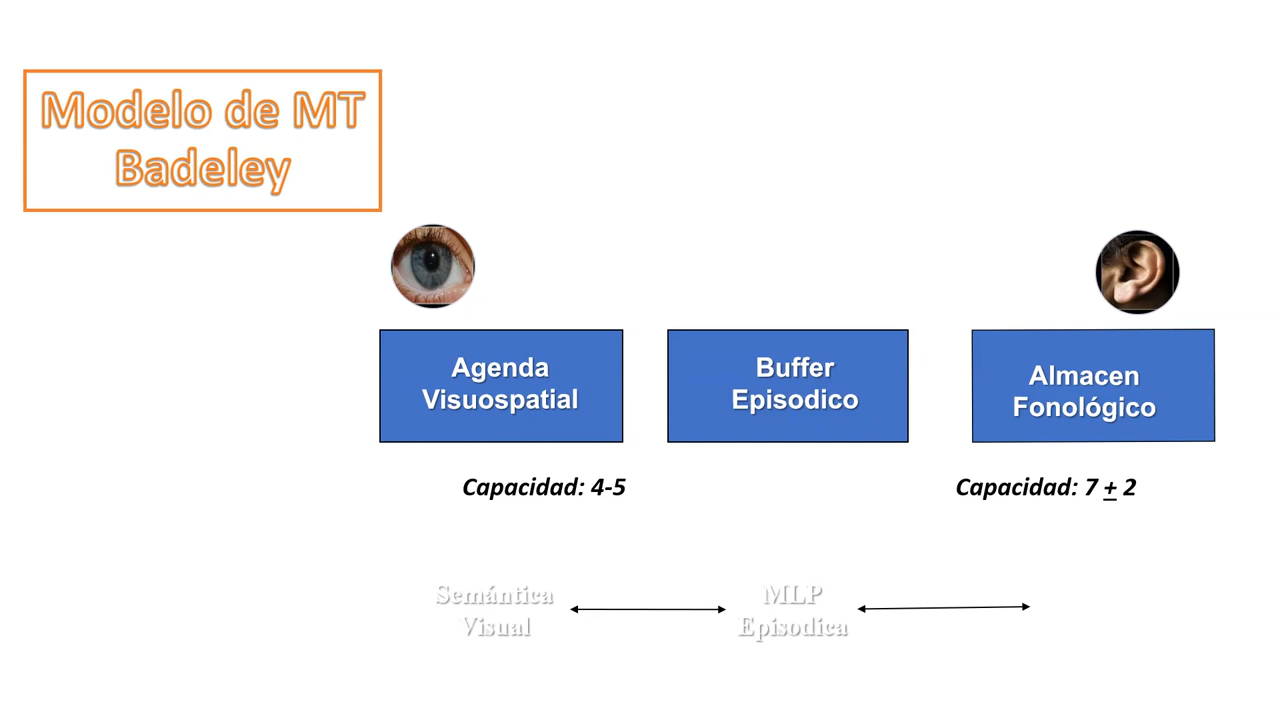 Modelo de MT
Badeley
Agenda
Visuospatial
Buffer
Episodico
Almacen
Fonológico
Capacidad: 4-5
Capacidad: 7 + 2
Semántica
Visual
MLP
Episodica